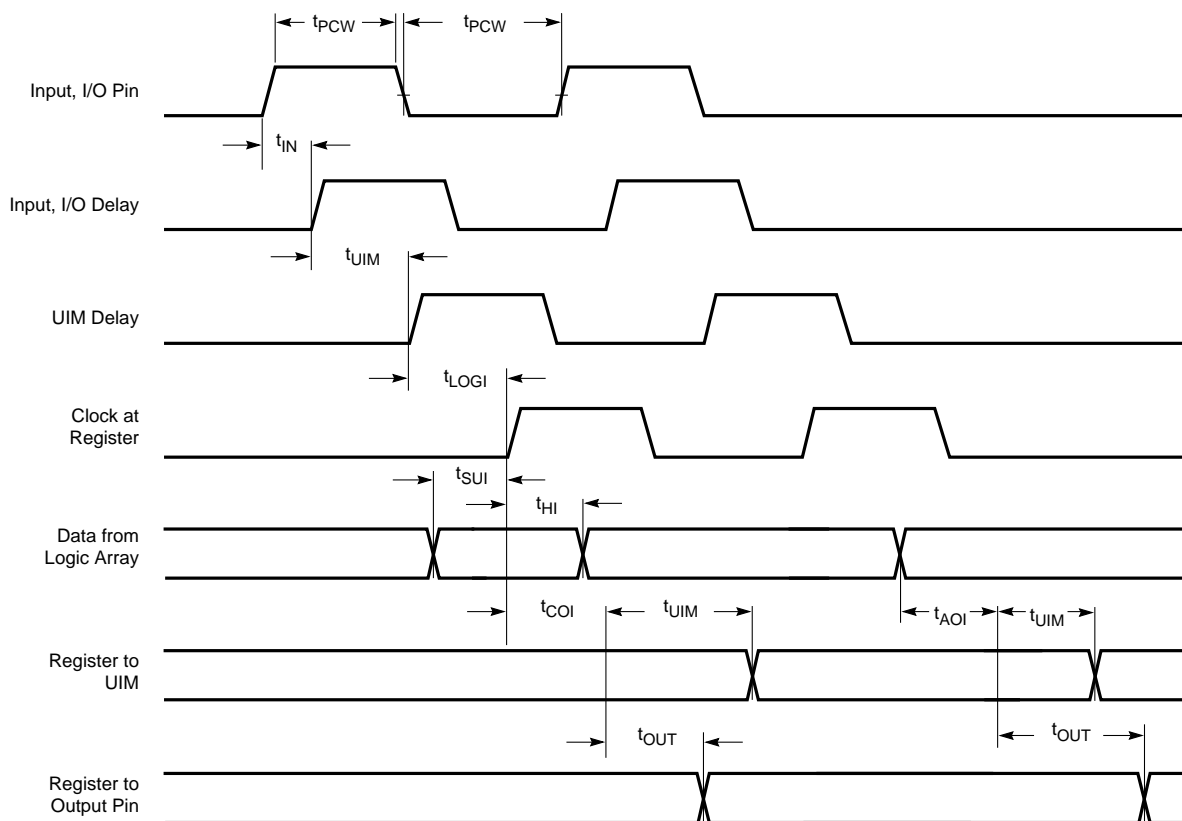 tPCW tPCW
Input, I/O Pin
tIN
Input, I/O Delay
tUIM
UIM Delay
tLOGI
Clock at
Register
tSUI
tHI
Data from
Logic Array
tCOI tUIM tAOI tUIM
Register to
UIM
tOUT tOUT
Register to
Output Pin